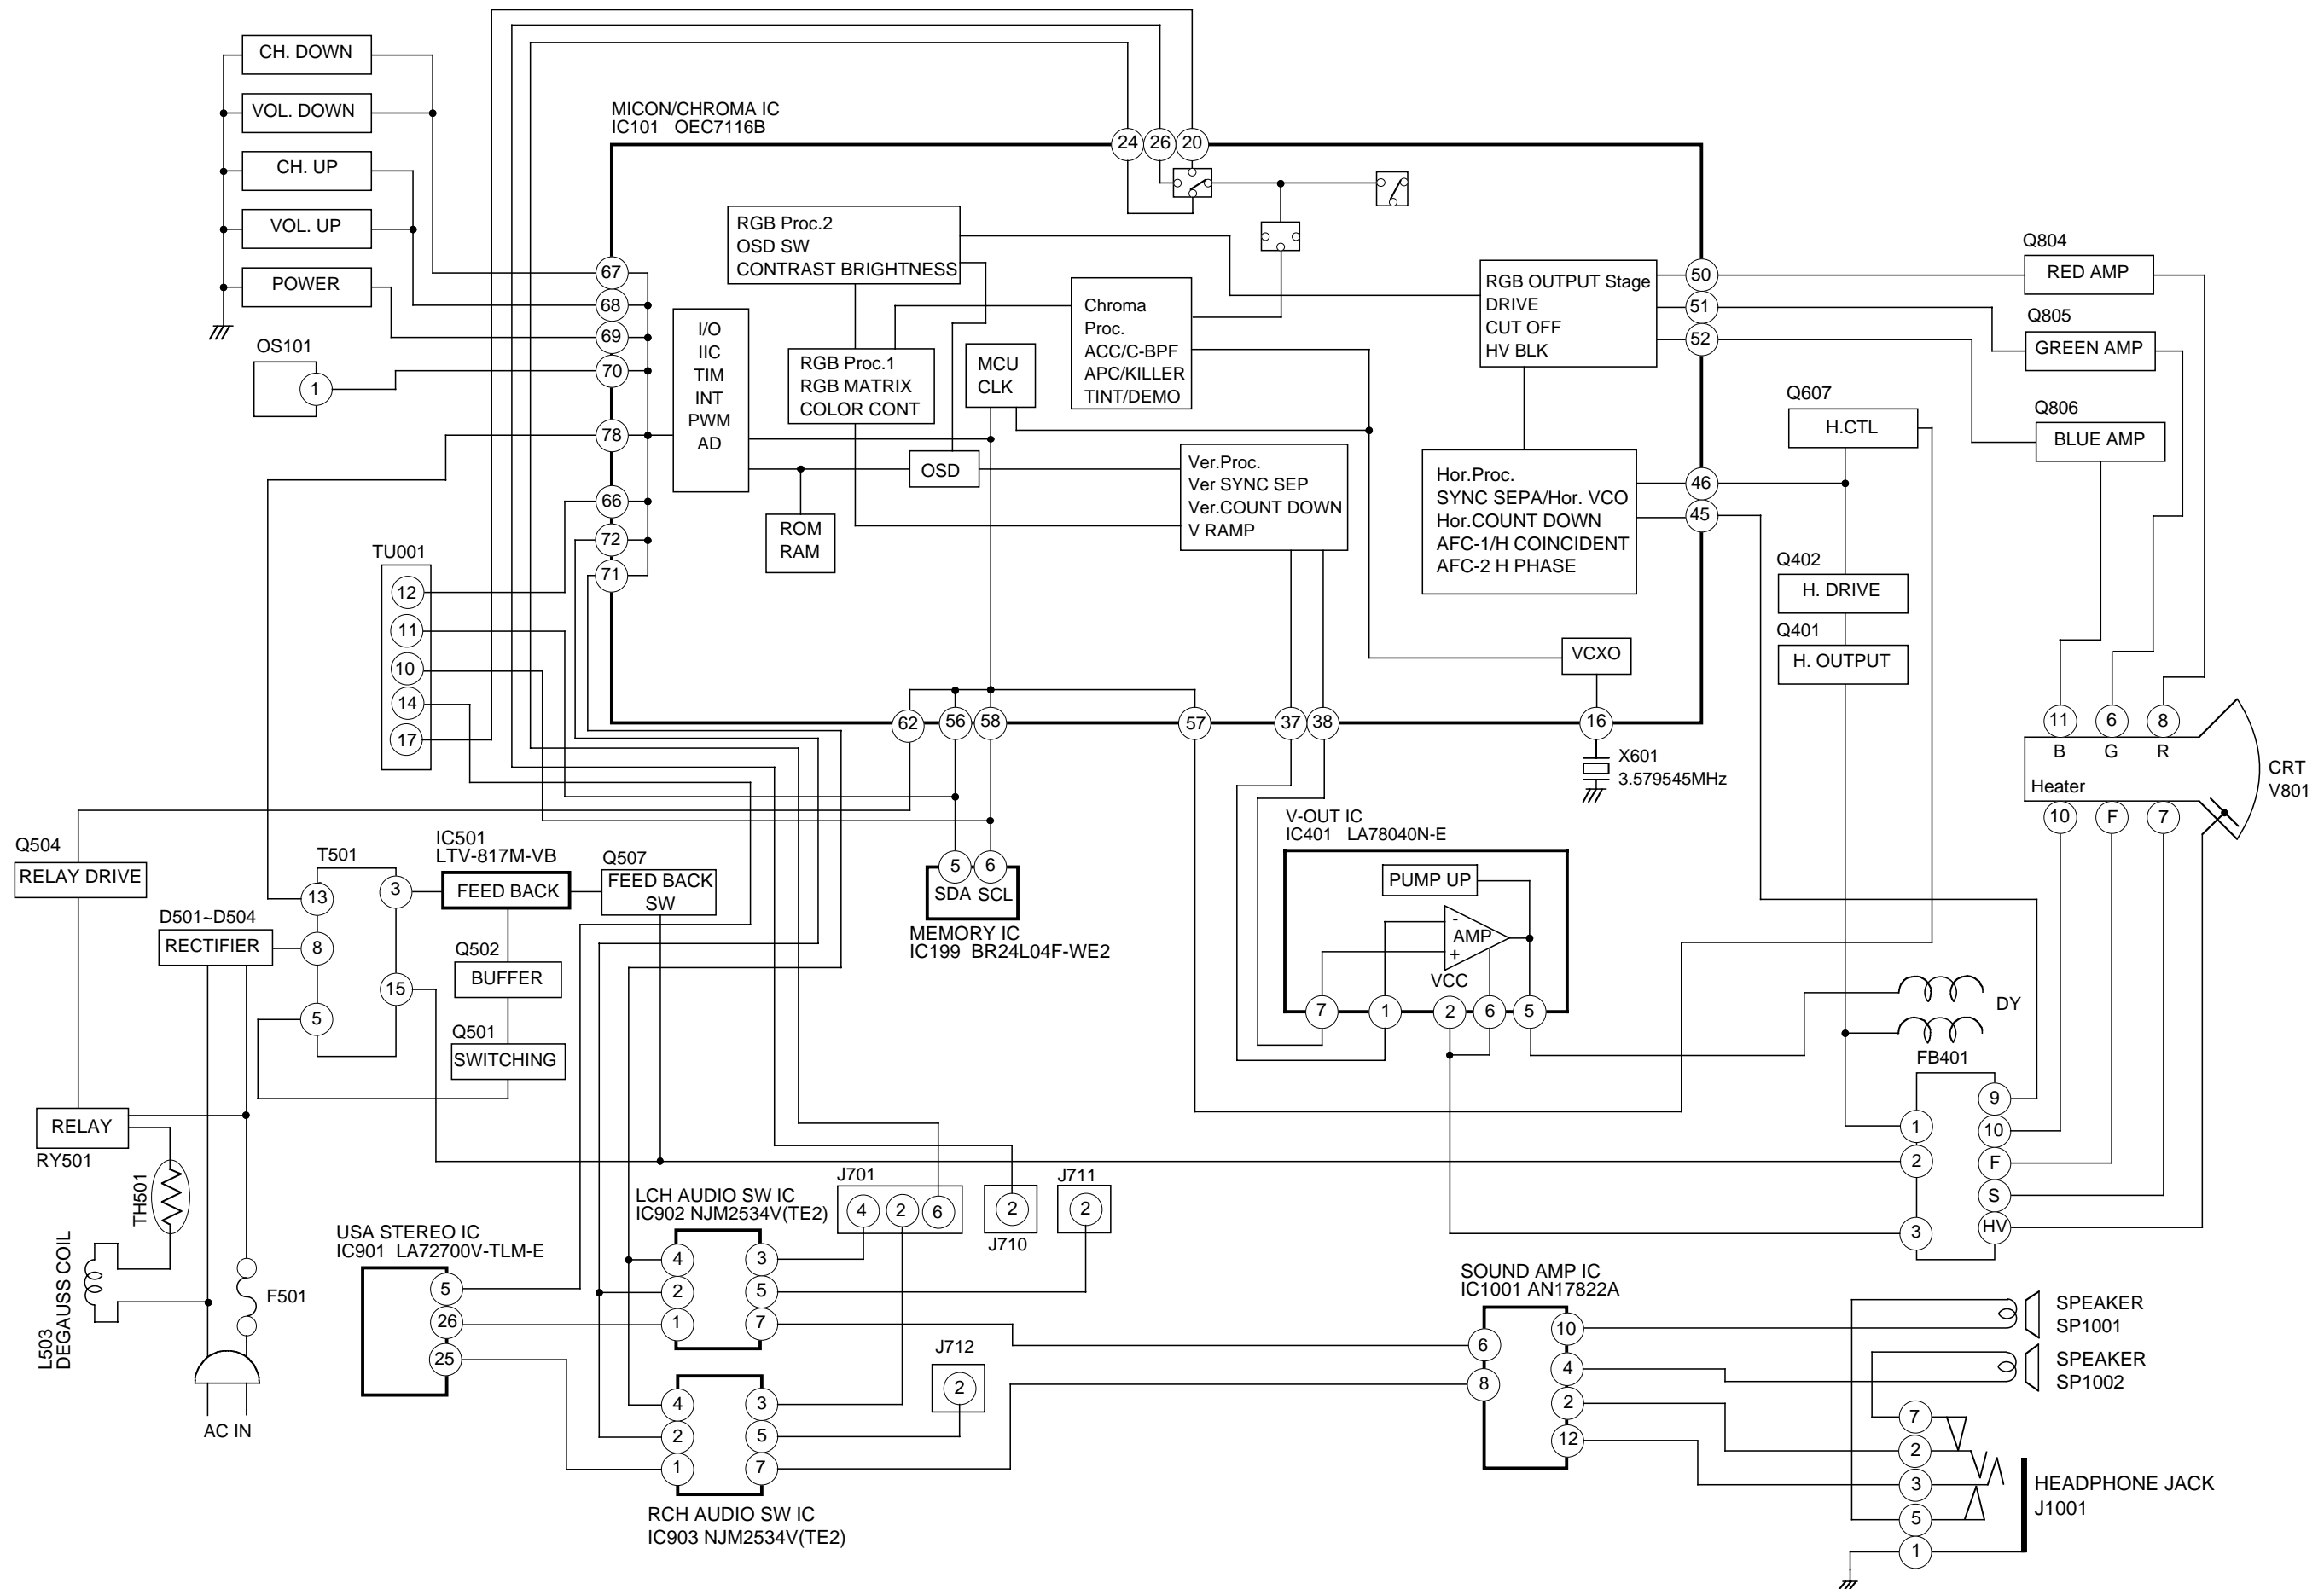 CH. DOWN
VOL. DOWN
CH. UP
VOL. UP
POWER
OS101
1
MICON/CHROMA IC
IC101 OEC7116B
24 26 20
67
68
69
70
78
66
72
71
I/O
IIC
TIM
INT
PWM
AD
RGB Proc.2
OSD SW
CONTRAST BRIGHTNESS
RGB Proc.1
RGB MATRIX
COLOR CONT
MCU
CLK
Chroma
Proc.
ACC/C-BPF
APC/KILLER
TINT/DEMO
OSD
ROM
RAM
Ver.Proc.
Ver SYNC SEP
Ver.COUNT DOWN
V RAMP
RGB OUTPUT Stage
DRIVE
CUT OFF
HV BLK
Hor.Proc.
SYNC SEPA/Hor. VCO
Hor.COUNT DOWN
AFC-1/H COINCIDENT
AFC-2 H PHASE
VCXO
50
51
52
46
45
62 56 58 57 37 38 16
X601
3.579545MHz
Q804
RED AMP
Q805
GREEN AMP
Q806
BLUE AMP
Q607
H.CTL
Q402
H. DRIVE
Q401
H. OUTPUT
11 6 8
B G R
Heater
10 F 7
CRT
V801
TU001
12
11
10
14
17
Q504
RELAY DRIVE
T501
13
8
5
3
15
IC501
LTV-817M-VB
FEED BACK
Q507
FEED BACK
SW
D501~D504
RECTIFIER
Q502
BUFFER
Q501
SWITCHING
5 6
SDA SCL
MEMORY IC
IC199 BR24L04F-WE2
V-OUT IC
IC401 LA78040N-E
PUMP UP
-
AMP
+
VCC
7 1 2 6 5
DY
FB401
1
2
3
9
10
F
S
HV
RELAY
RY501
TH501
L503
DEGAUSS COIL
F501
AC IN
USA STEREO IC
IC901 LA72700V-TLM-E
5
26
25
LCH AUDIO SW IC
IC902 NJM2534V(TE2)
4
2
1
3
5
7
J701
4 2 6
2
J710
J711
2
J712
2
4
2
1
3
5
7
RCH AUDIO SW IC
IC903 NJM2534V(TE2)
SOUND AMP IC
IC1001 AN17822A
6
8
10
4
2
12
SPEAKER
SP1001
SPEAKER
SP1002
7
2
3
5
1
HEADPHONE JACK
J1001